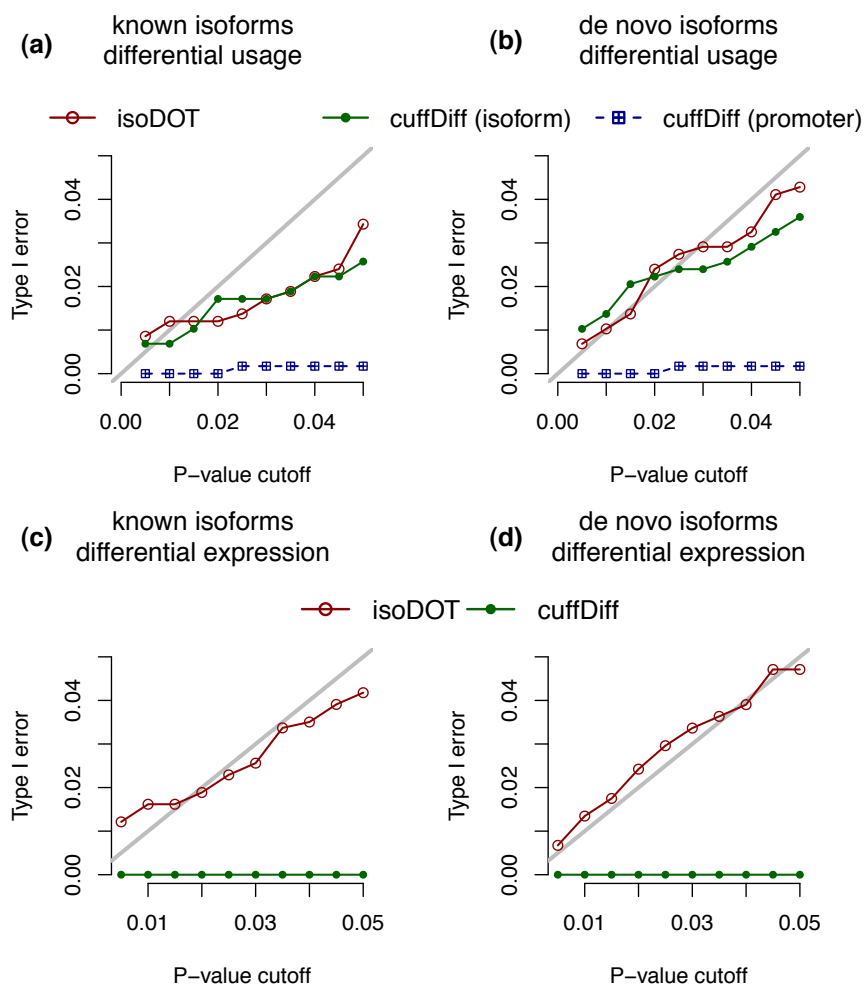 (a)
known isoforms
differential usage
(b)
de novo isoforms
differential usage
isoDOT
cuffDiff (isoform)
cuffDiff (promoter)
Type I error
0.00
0.02
0.04
0.00
0.02
0.04
P−value cutoff
Type I error
0.00
0.02
0.04
0.00
0.02
0.04
P−value cutoff
(c)
known isoforms
differential expression
(d)
de novo isoforms
differential expression
isoDOT
cuffDiff
Type I error
0.00
0.02
0.04
0.01
0.03
0.05
P−value cutoff
Type I error
0.00
0.02
0.04
0.01
0.03
0.05
P−value cutoff